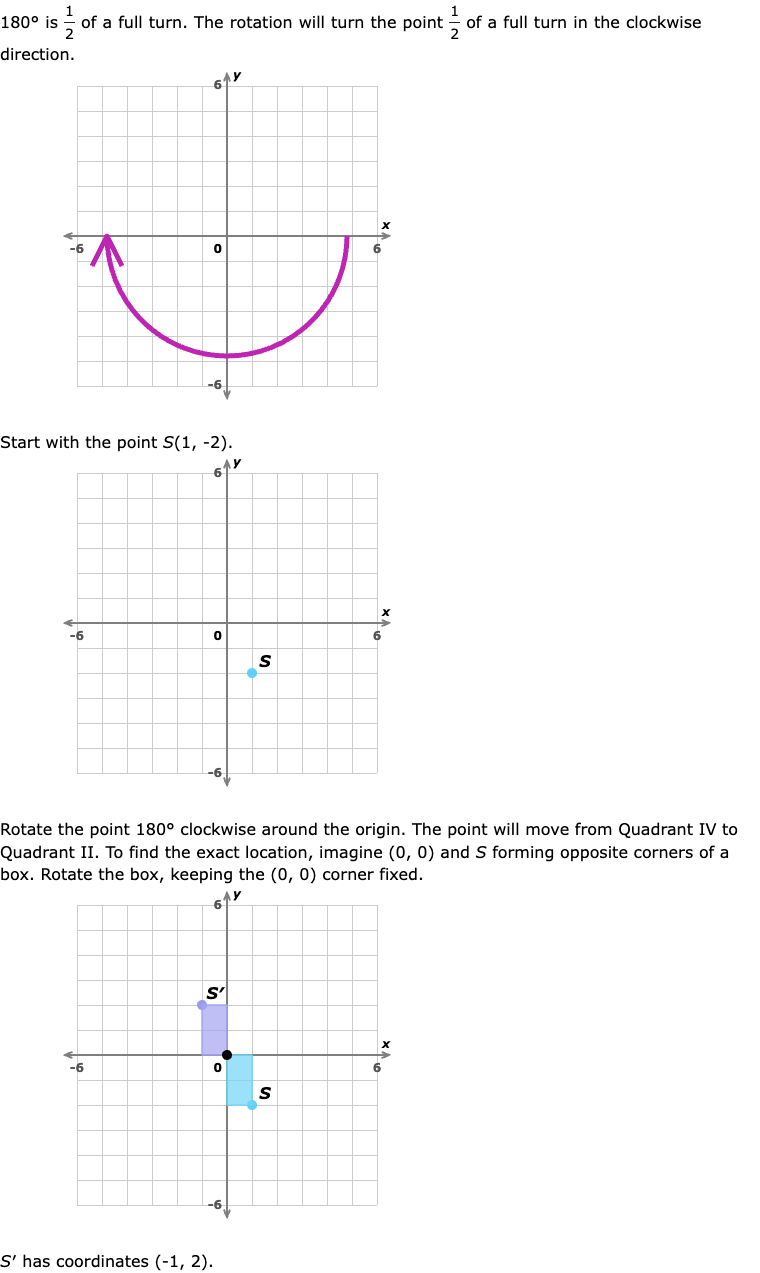 180° is 1/2 of a full turn. The rotation will turn the point 1/2 of a full turn in the clockwise
direction.
6 y
x
-6 0 6
-6
Start with the point S(1, -2).
6 y
x
-6 0 6
S
-6
Rotate the point 180° clockwise around the origin. The point will move from Quadrant IV to
Quadrant II. To find the exact location, imagine (0, 0) and S forming opposite corners of a
box. Rotate the box, keeping the (0, 0) corner fixed.
6 y
S′
x
-6 0 6
S
-6
S′ has coordinates (-1, 2).